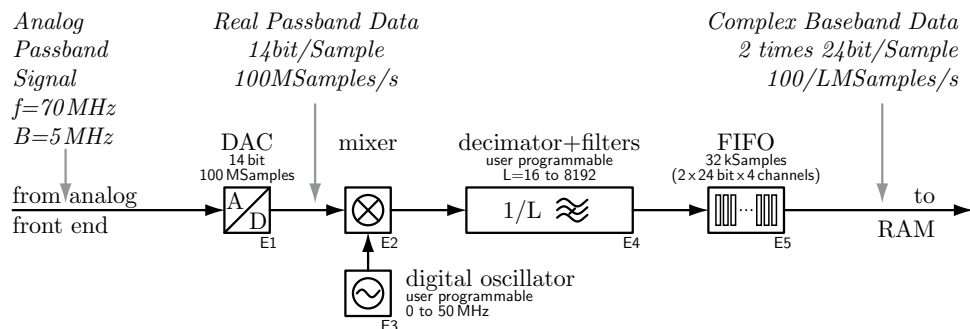 Analog
Passband
Signal
f=70 MHz
B=5 MHz
Real Passband Data
14bit/Sample
100MSamples/s
Complex Baseband Data
2 times 24bit/Sample
100/LMSamples/s
DAC
14 bit
100 MSamples
mixer
decimator+filters
user programmable
L=16 to 8192
FIFO
32 kSamples
(2×24 bit×4 channels)
from analog
front end
A
D
E1
E2
1/L
E4
...
E5
to
RAM
digital oscillator
user programmable
0 to 50 MHz
E3